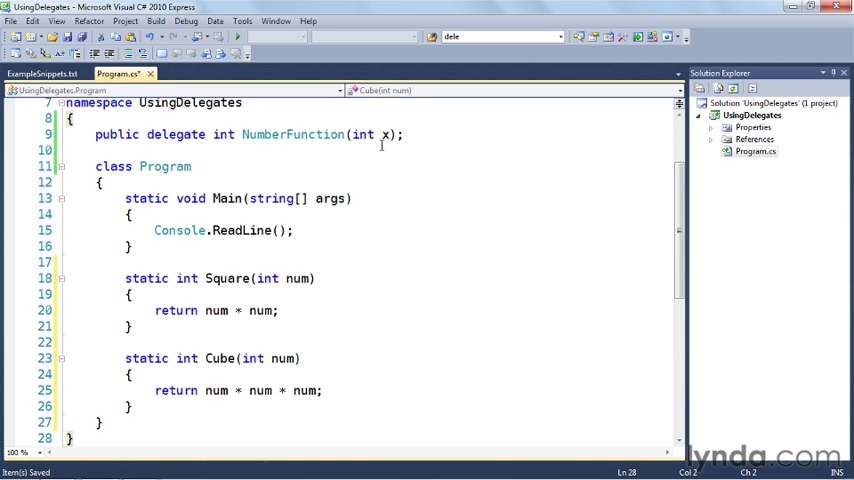 UsingDelegates - Microsoft Visual C# 2010 Express
File Edit View Refactor Project Build Debug Data Tools Window Help
dele
ExampleSnippets.txt Program.cs*
UsingDelegates.Program Cube(int num)
7 namespace UsingDelegates
8 {
9 public delegate int NumberFunction(int x);
10
11 class Program
12 {
13 static void Main(string[] args)
14 {
15 Console.ReadLine();
16 }
17
18 static int Square(int num)
19 {
20 return num * num;
21 }
22
23 static int Cube(int num)
24 {
25 return num * num * num;
26 }
27 }
28 }
100 %
Solution Explorer
Solution 'UsingDelegates' (1 project)
UsingDelegates
Properties
References
Program.cs
lynda.com
Item(s) Saved Ln 28 Col 2 Ch 2 INS